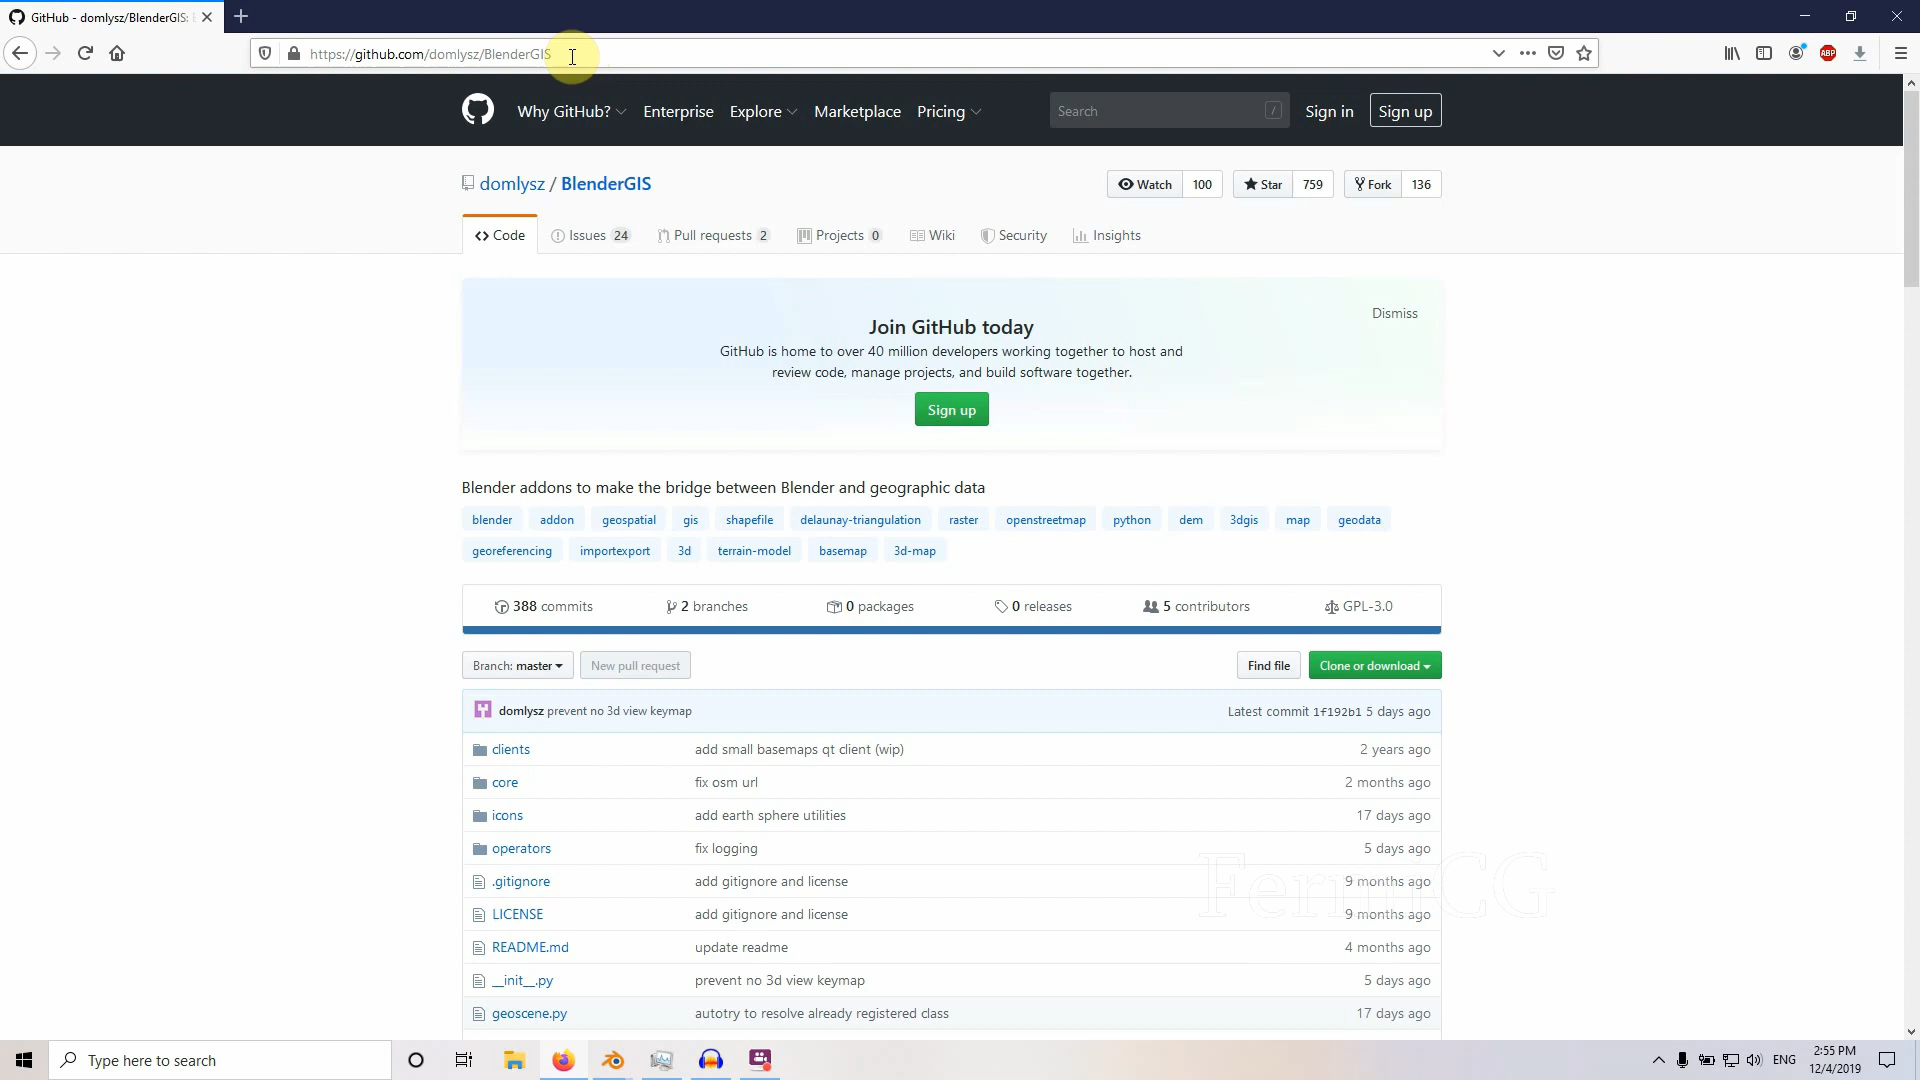 GitHub - domlysz/BlenderGIS:
https://github.com/domlysz/BlenderGIS
ABP
Why GitHub? Enterprise Explore Marketplace Pricing Search / Sign in Sign up
domlysz / BlenderGIS
Watch 100 Star 759 Fork 136
Code Issues 24 Pull requests 2 Projects 0 Wiki Security Insights
Join GitHub today
Dismiss
GitHub is home to over 40 million developers working together to host and
review code, manage projects, and build software together.
Sign up
Blender addons to make the bridge between Blender and geographic data
blender addon geospatial gis shapefile delaunay-triangulation raster openstreetmap python dem 3dgis map geodata
georeferencing importexport 3d terrain-model basemap 3d-map
388 commits 2 branches 0 packages 0 releases 5 contributors GPL-3.0
Branch: master New pull request Find file Clone or download
domlysz prevent no 3d view keymap Latest commit 1f192b1 5 days ago
clients add small basemaps qt client (wip) 2 years ago
core fix osm url 2 months ago
icons add earth sphere utilities 17 days ago
operators fix logging 5 days ago
.gitignore add gitignore and license 9 months ago
LICENSE add gitignore and license 9 months ago
README.md update readme 4 months ago
__init__.py prevent no 3d view keymap 5 days ago
geoscene.py autotry to resolve already registered class 17 days ago
Type here to search
ENG
2:55 PM
12/4/2019